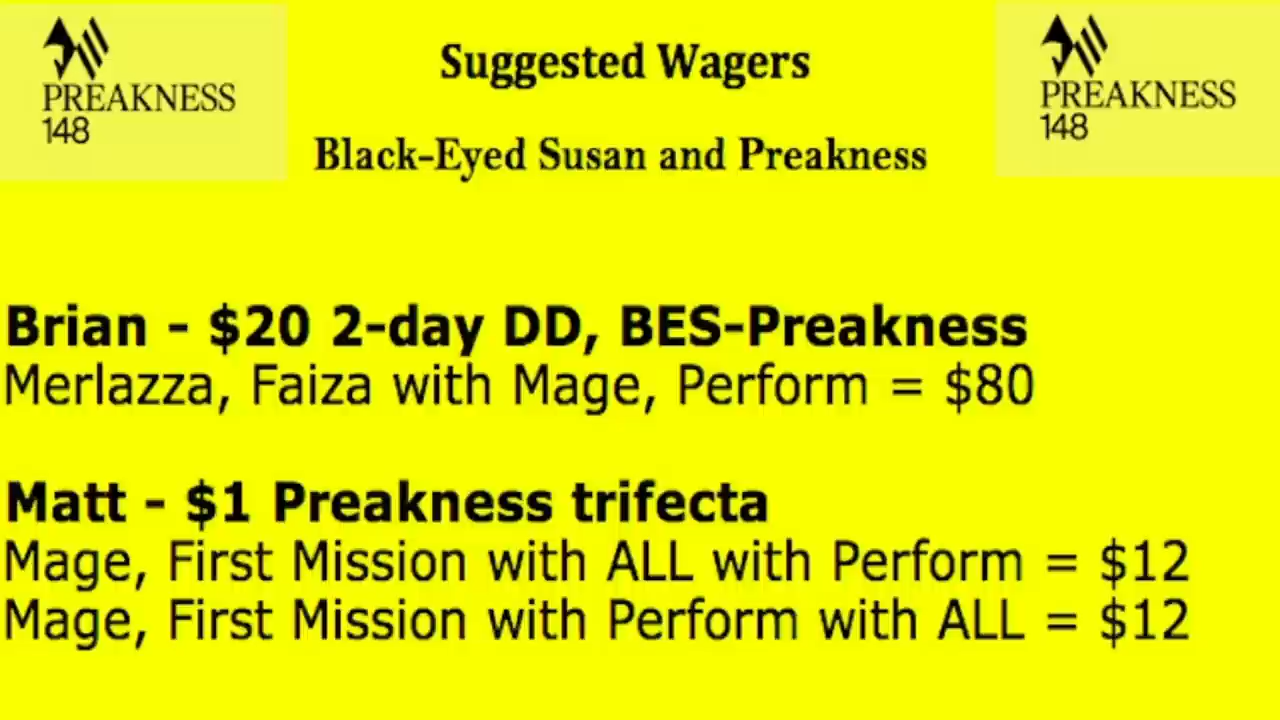 PREAKNESS
148
Suggested Wagers
PREAKNESS
148
Black-Eyed Susan and Preakness
Brian - $20 2-day DD, BES-Preakness
Merlazza, Faiza with Mage, Perform = $80
Matt - $1 Preakness trifecta
Mage, First Mission with ALL with Perform = $12
Mage, First Mission with Perform with ALL = $12